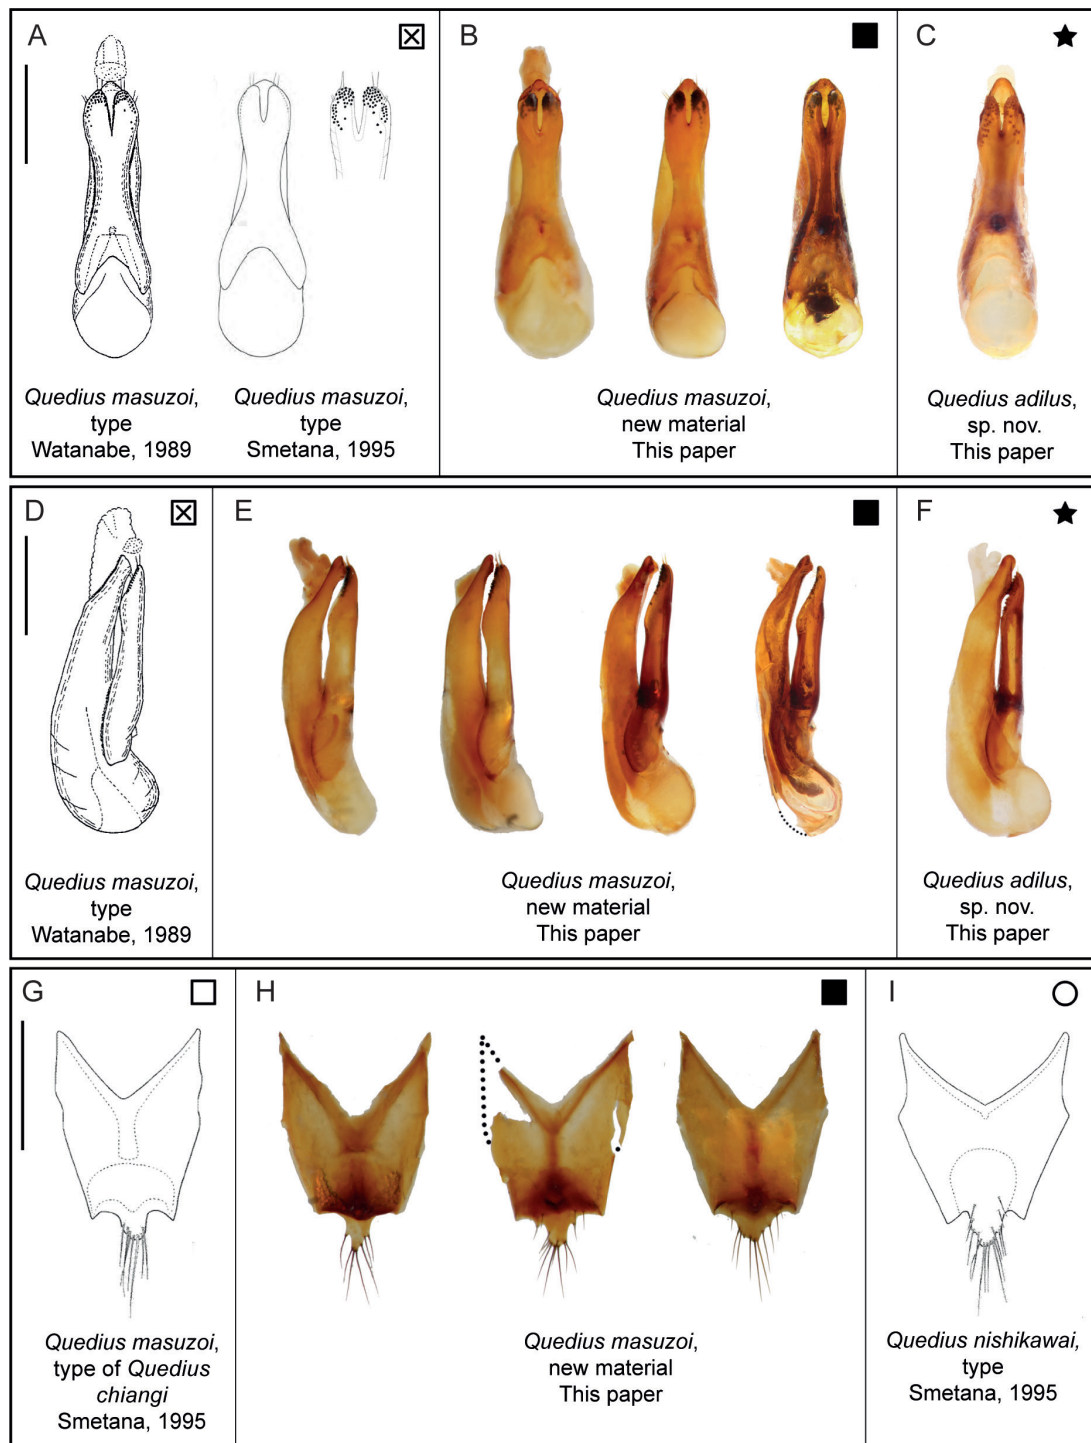 A
B
C
Quedius masuzoi,
type
Watanabe, 1989
Quedius masuzoi,
type
Smetana, 1995
Quedius masuzoi,
new material
This paper
Quedius adilus,
sp. nov.
This paper
D
E
F
Quedius masuzoi,
type
Watanabe, 1989
Quedius masuzoi,
new material
This paper
Quedius adilus,
sp. nov.
This paper
G
H
I
Quedius masuzoi,
type of Quedius
chiangi
Smetana, 1995
Quedius masuzoi,
new material
This paper
Quedius nishikawai,
type
Smetana, 1995